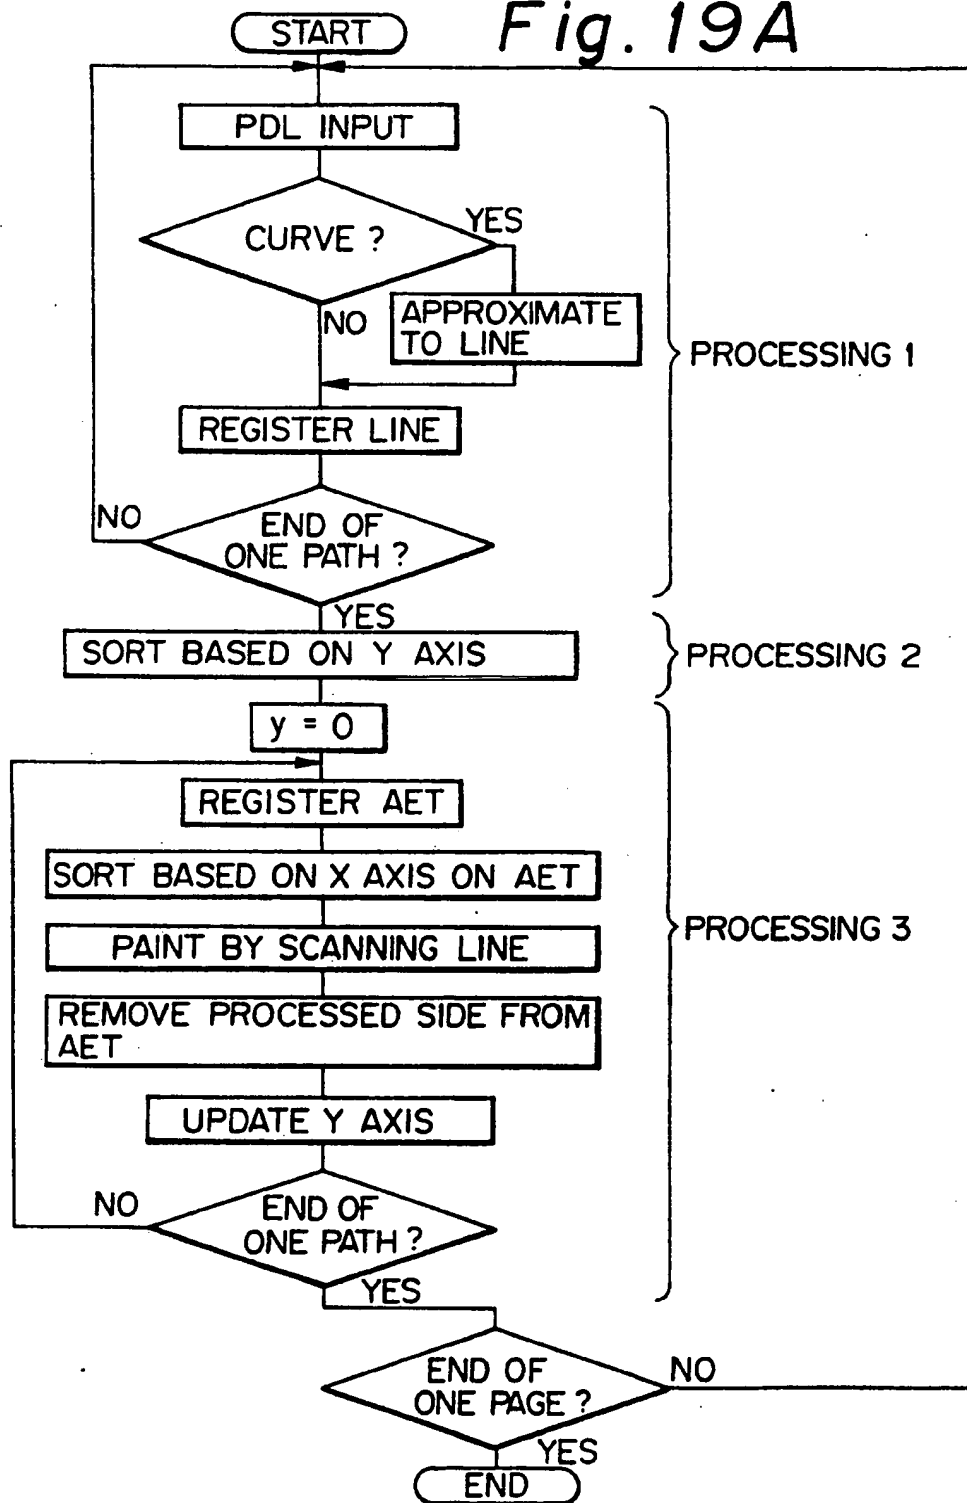 Fig. 19A
START
PDL INPUT
CURVE ?
YES
NO
APPROXIMATE
TO LINE
PROCESSING 1
REGISTER LINE
NO
END OF
ONE PATH ?
YES
SORT BASED ON Y AXIS
PROCESSING 2
y = 0
REGISTER AET
SORT BASED ON X AXIS ON AET
PAINT BY SCANNING LINE
PROCESSING 3
REMOVE PROCESSED SIDE FROM
AET
UPDATE Y AXIS
NO
END OF
ONE PATH ?
YES
END OF
ONE PAGE ?
NO
YES
END